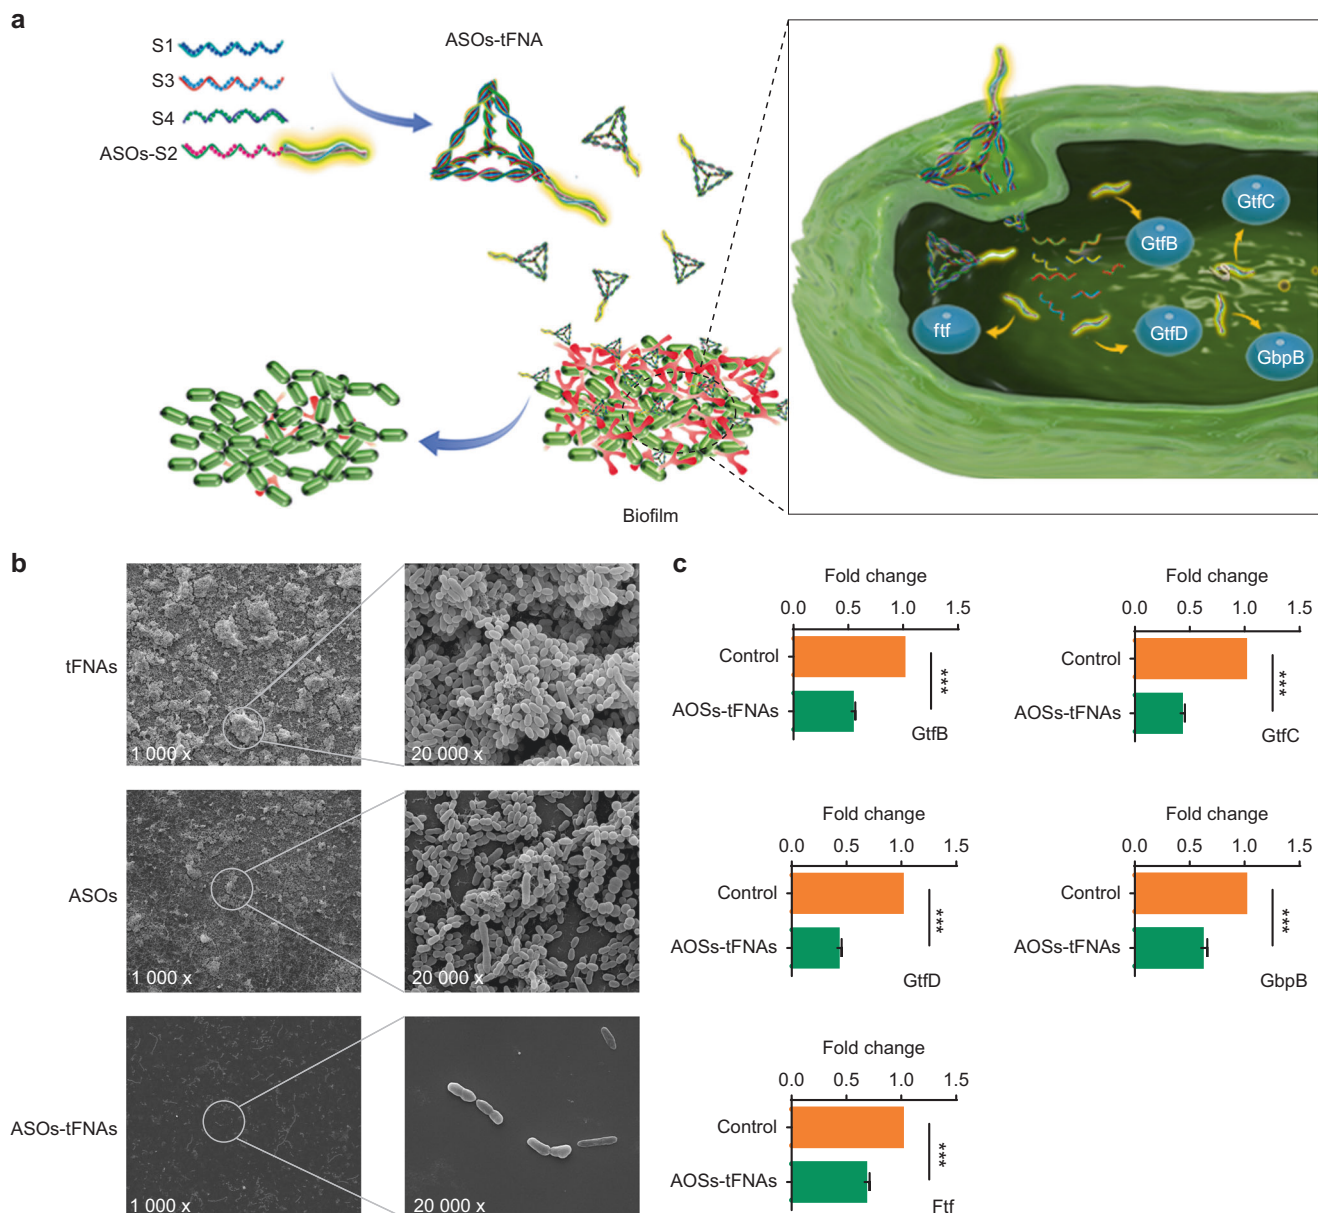 a
S1
S3
S4
ASOs-S2
ASOs-tFNA
Biofilm
GtfC
GtfB
ftf
GtfD
GbpB
b
tFNAs
1 000 x
20 000 x
ASOs
1 000 x
20 000 x
ASOs-tFNAs
1 000 x
20 000 x
c
Fold change
0.0 0.5 1.0 1.5
Control
AOSs-tFNAs
***
GtfB
Fold change
0.0 0.5 1.0 1.5
Control
AOSs-tFNAs
***
GtfC
Fold change
0.0 0.5 1.0 1.5
Control
AOSs-tFNAs
***
GtfD
Fold change
0.0 0.5 1.0 1.5
Control
AOSs-tFNAs
***
GbpB
Fold change
0.0 0.5 1.0 1.5
Control
AOSs-tFNAs
***
Ftf